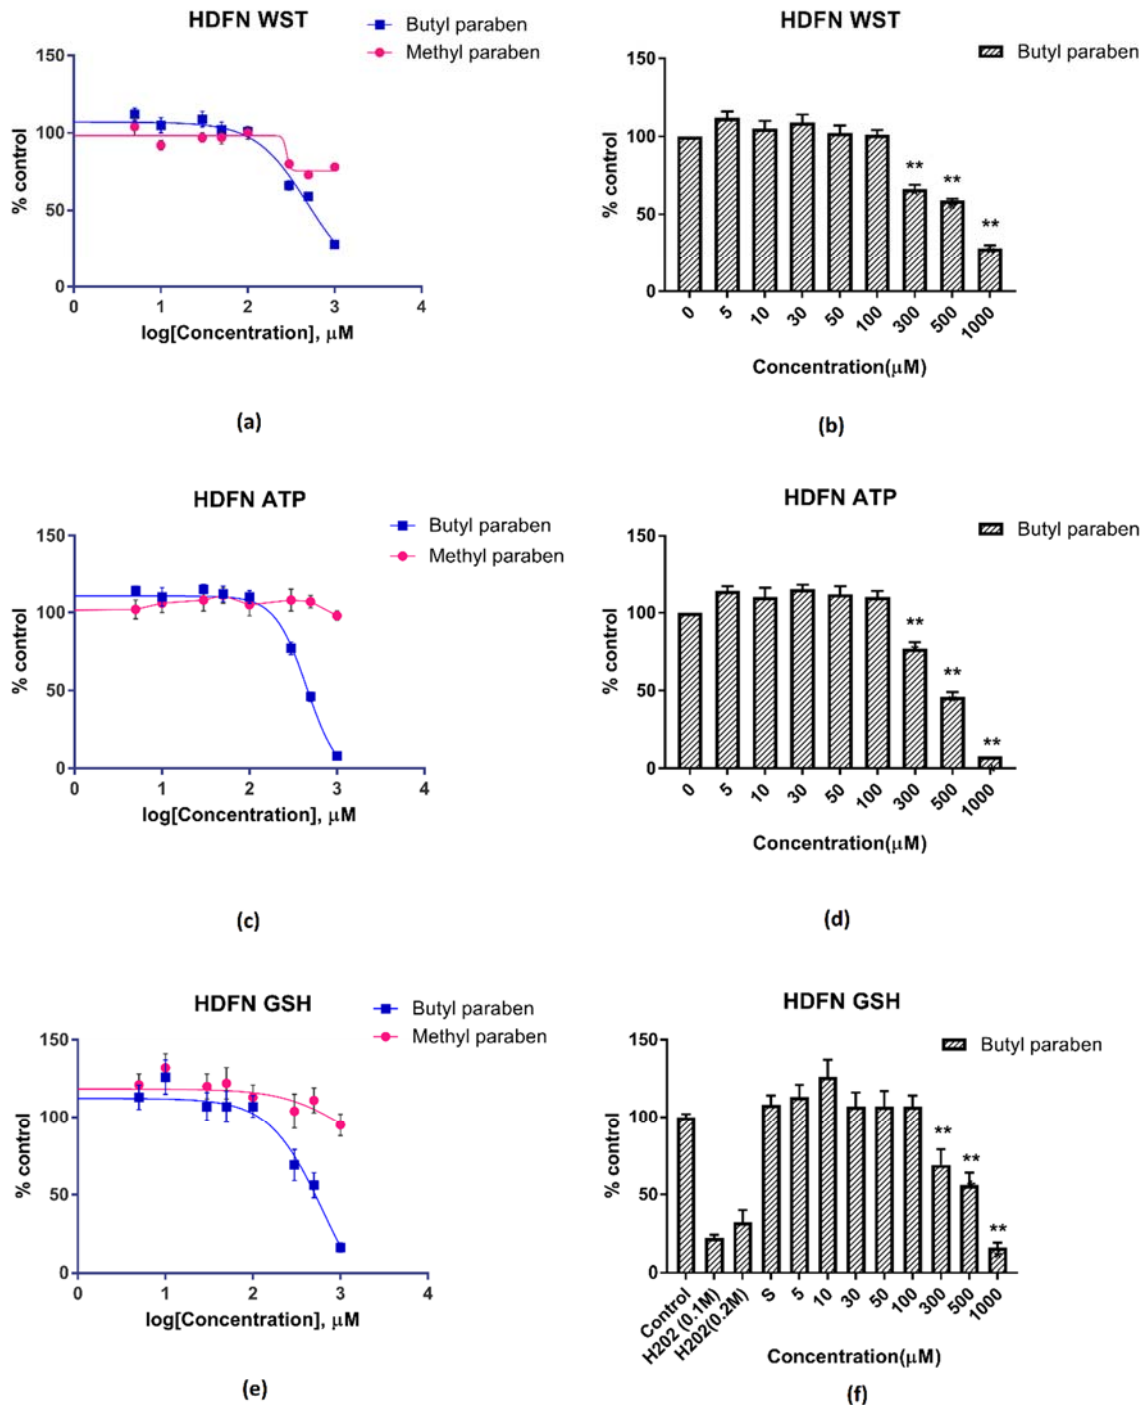 HDFN WST
Butyl paraben
Methyl paraben
150
100
50
0
% control
0 1 2 3 4
log[Concentration], μM
(a)
HDFN WST
Butyl paraben
150
100
50
0
% control
** ** **
0 5 10 30 50 100 300 500 1000
Concentration(μM)
(b)
HDFN ATP
Butyl paraben
Methyl paraben
150
100
50
0
% control
0 1 2 3 4
log[Concentration], μM
(c)
HDFN ATP
Butyl paraben
150
100
50
0
% control
** ** **
0 5 10 30 50 100 300 500 1000
Concentration(μM)
(d)
HDFN GSH
Butyl paraben
Methyl paraben
150
100
50
0
% control
0 1 2 3 4
log[Concentration], μM
(e)
HDFN GSH
Butyl paraben
150
100
50
0
% control
** ** **
Control H202 (0.1M) H202(0.2M) S 5 10 30 50 100 300 500 1000
Concentration(μM)
(f)